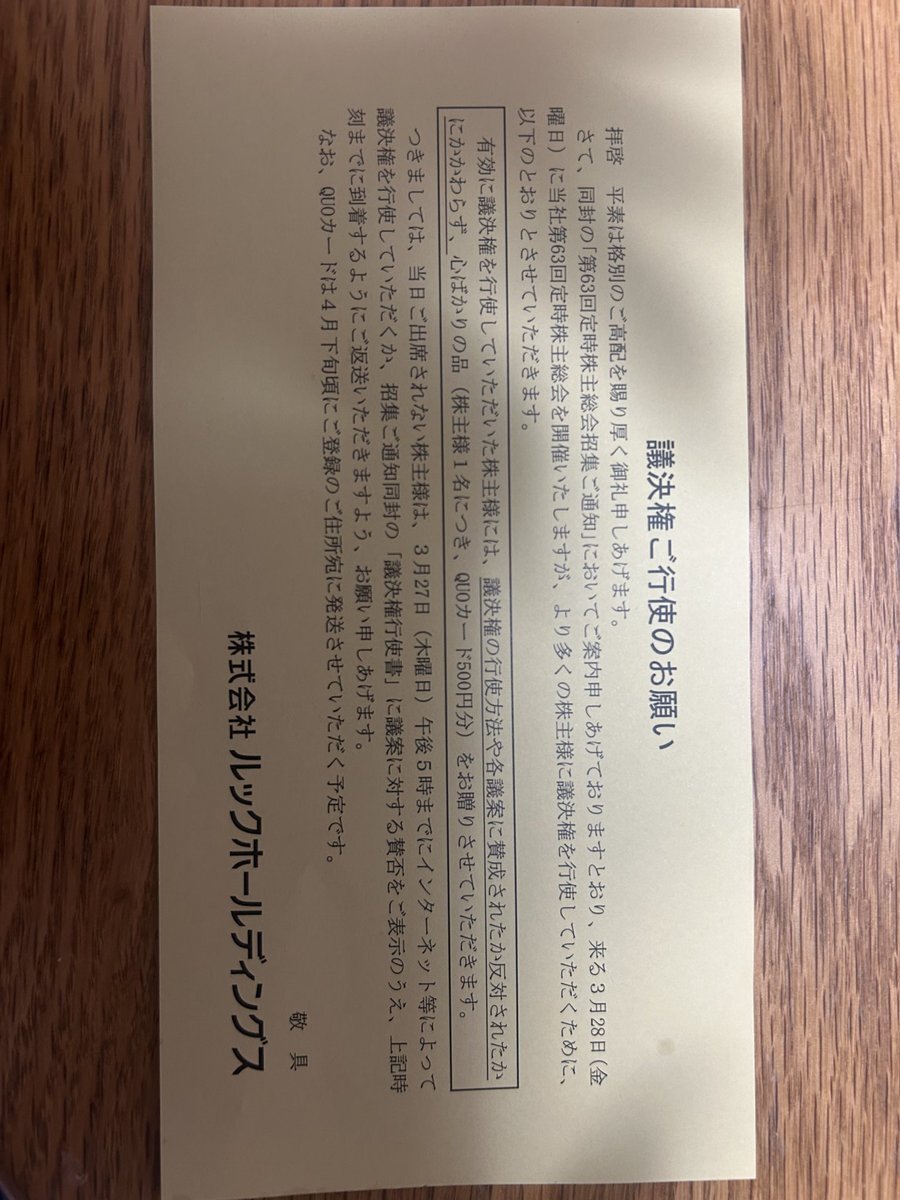 議決権ご行使のお願い
拝啓　平素は格別のご高配を賜り厚く御礼申しあげます。
さて、同封の「第63回定時株主総会招集ご通知」においてご案内申しあげておりますとおり、来る３月28日（金
曜日）に当社第63回定時株主総会を開催いたしますが、より多くの株主様に議決権を行使していただくために、
以下のとおりとさせていただきます。
有効に議決権を行使していただいた株主様には、議決権の行使方法や各議案に賛成されたか反対されたか
にかかわらず、心ばかりの品（株主様１名につき、QUOカード500円分）をお贈りさせていただきます。
つきましては、当日ご出席されない株主様は、３月27日（木曜日）午後５時までにインターネット等によって
議決権を行使していただくか、招集ご通知同封の「議決権行使書」に議案に対する賛否をご表示のうえ、上記時
刻までに到着するようにご返送いただきますよう、お願い申しあげます。
なお、QUOカードは４月下旬頃にご登録のご住所宛に発送させていただく予定です。
敬　具
株式会社 ルックホールディングス